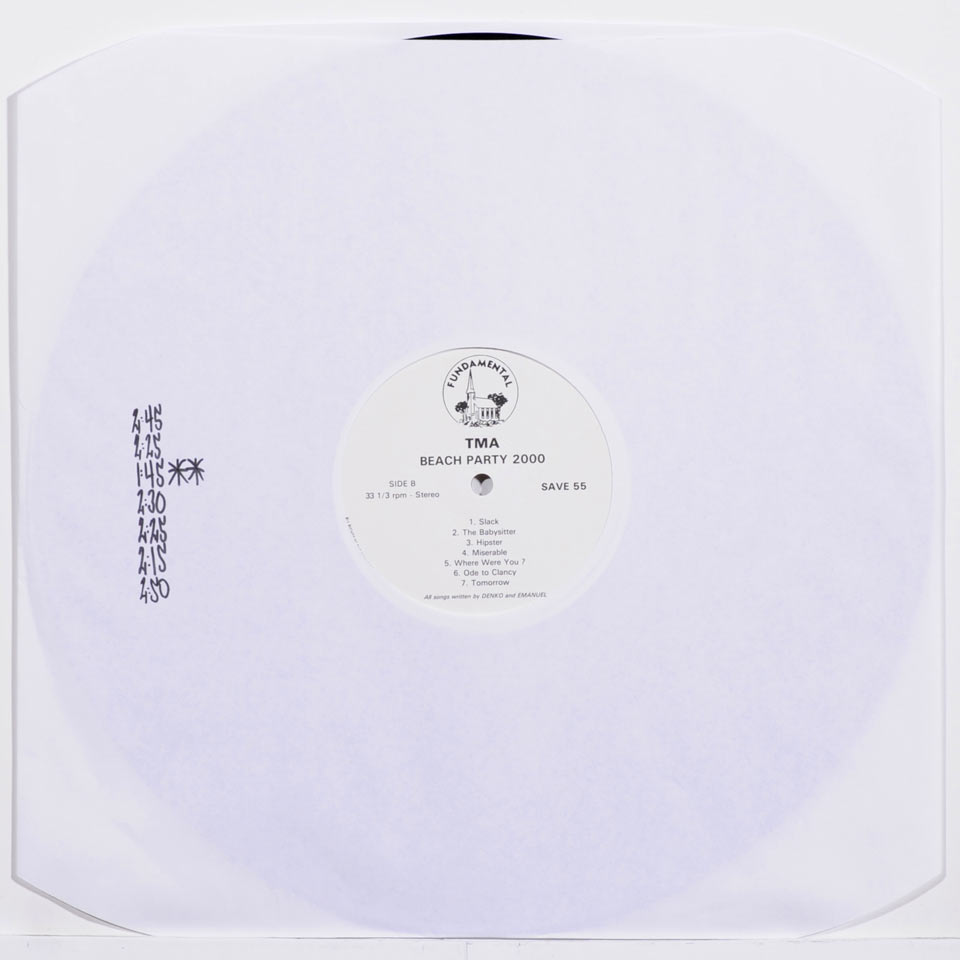 2:45
2:25
1:45 **
2:30
2:25
2:15
2:50
FUNDAMENTAL
TMA
BEACH PARTY 2000
SIDE B
33 1/3 rpm - Stereo
SAVE 55
1. Slack
2. The Babysitter
3. Hipster
4. Miserable
5. Where Were You ?
6. Ode to Clancy
7. Tomorrow
All songs written by DENKO and EMANUEL